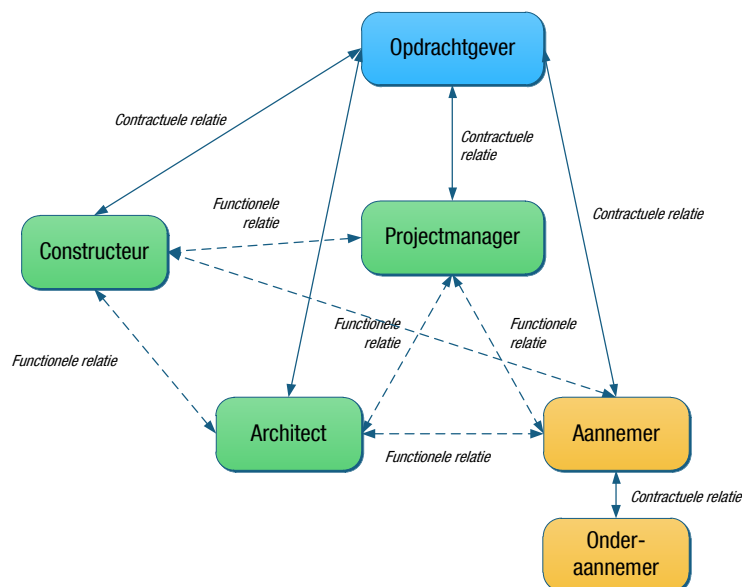 Opdrachtgever
Contractuele relatie
Contractuele
relatie
Contractuele relatie
Functionele
relatie
Constructeur
Projectmanager
Functionele relatie
Functionele
relatie
Functionele
relatie
Architect
Functionele relatie
Aannemer
Contractuele relatie
Onder-
aannemer